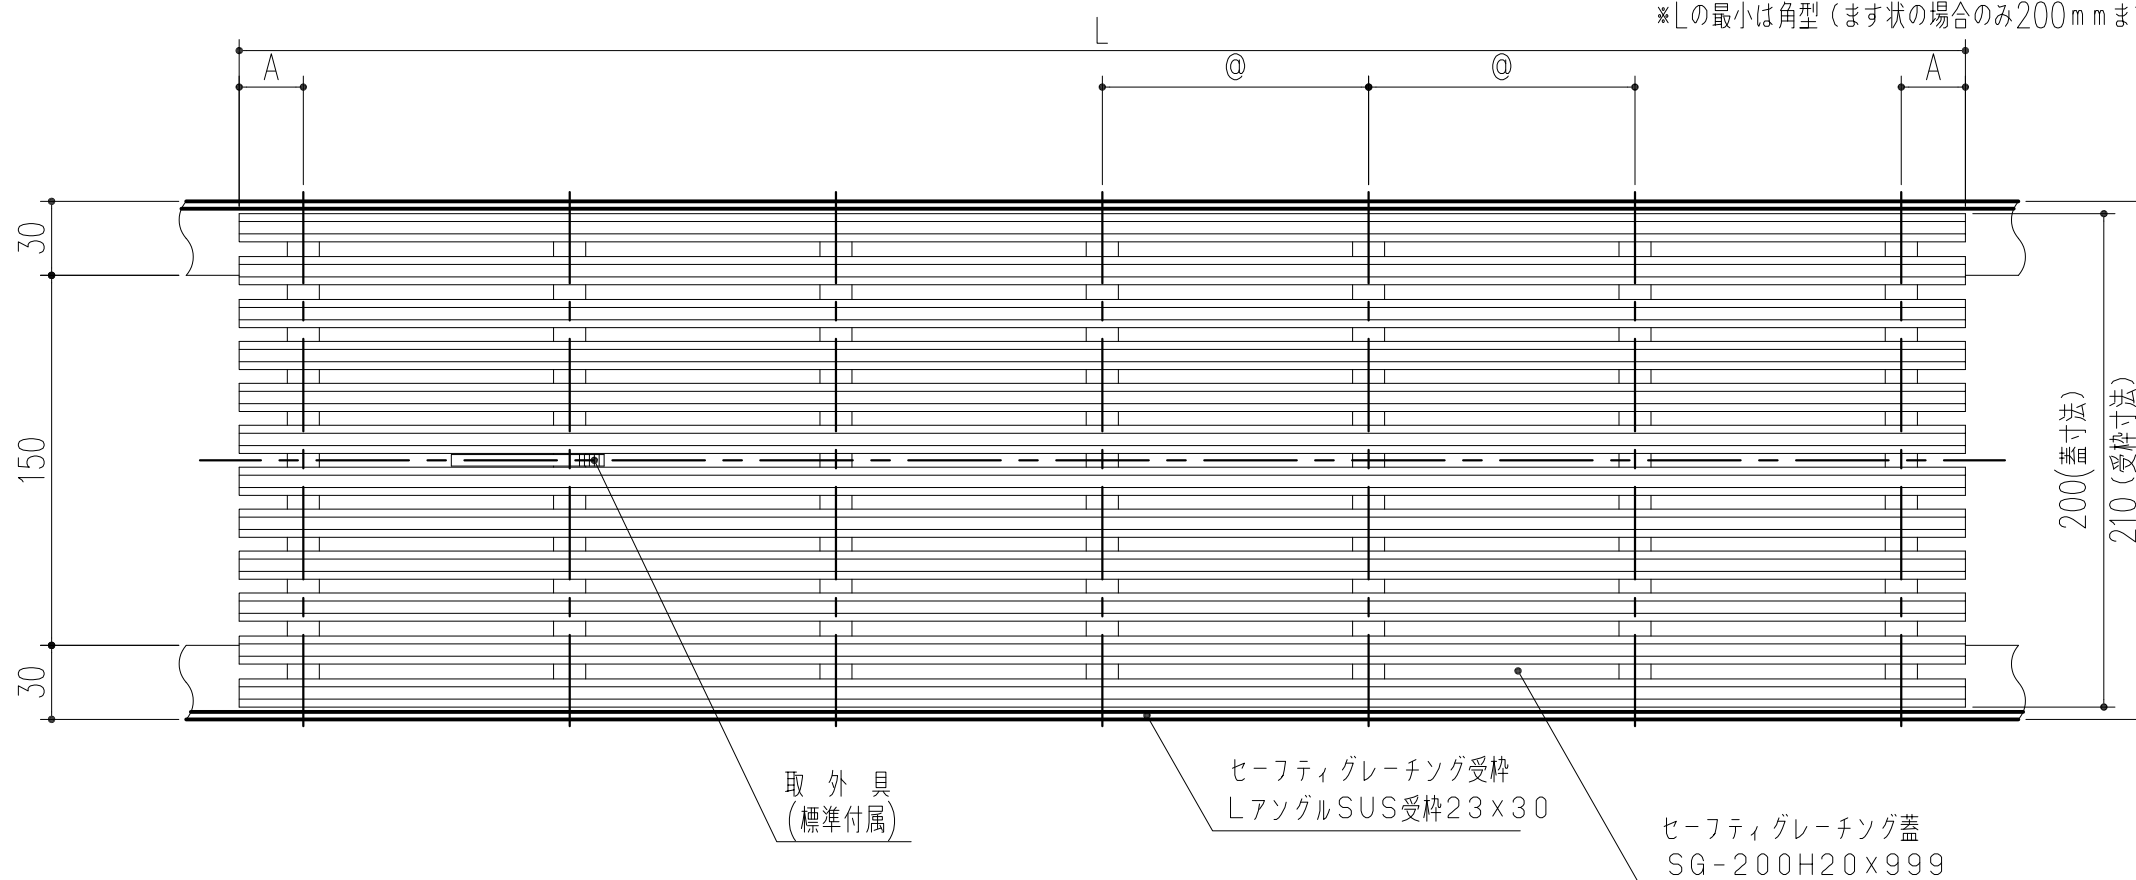 ※Lの最小は角型(ます状の場合のみ200mmま
L
A
@
@
A
30
150
30
200(蓋寸法)
210(受枠寸法)
取 外 具
(標準付属)
セーフティグレーチング受枠
LアングルSUS受枠23×30
セーフティグレーチング蓋
SG-200H20×999